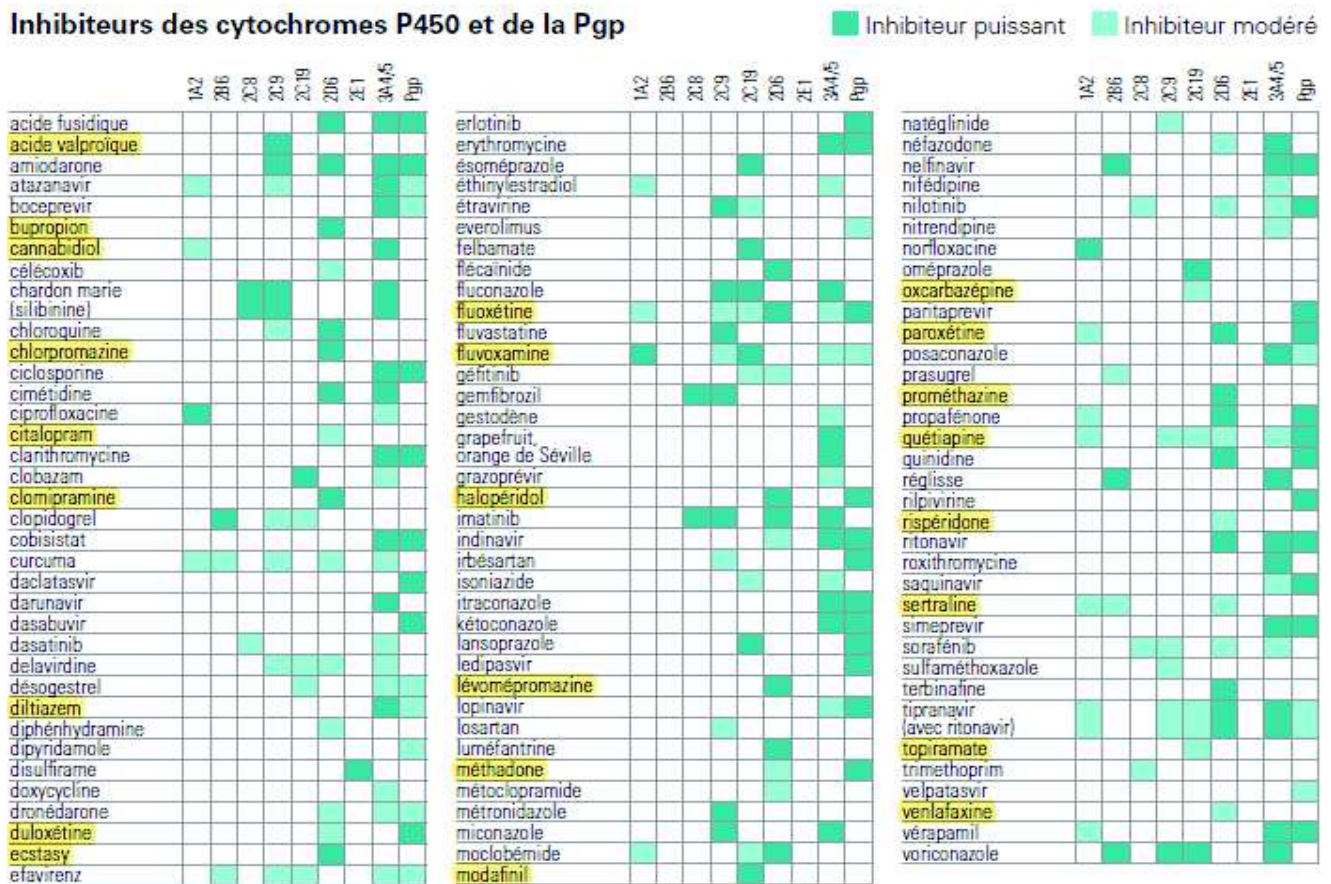 Inhibiteurs des cytochromes P450 et de la Pgp
Inhibiteur puissant
Inhibiteur modéré
1A2 2B6 2C8 2C9 2C19 2D6 2E1 3A4/5 Pgp
acide fusidique
acide valproïque
amiodarone
atazanavir
boceprevir
bupropion
cannabidiol
célécoxib
chardon marie
(silibinine)
chloroquine
chlorpromazine
ciclosporine
cimétidine
ciprofloxacine
citalopram
clarithromycine
clobazam
clomipramine
clopidogrel
cobisistat
curcuma
daclatasvir
darunavir
dasabuvir
dasatinib
delavirdine
désogestrel
diltiazem
diphénhydramine
dipyridamole
disulfirame
doxycycline
dronédarone
duloxétine
ecstasy
efavirenz
1A2 2B6 2C8 2C9 2C19 2D6 2E1 3A4/5 Pgp
erlotinib
erythromycine
ésoméprazole
éthinylestradiol
étravirine
everolimus
felbamate
flécaïnide
fluconazole
fluoxétine
fluvastatine
fluvoxamine
géfitinib
gemfibrozil
gestodène
grapefruit,
orange de Séville
grazoprévir
halopéridol
imatinib
indinavir
irbésartan
isoniazide
itraconazole
kétoconazole
lansoprazole
ledipasvir
lévomépromazine
lopinavir
losartan
luméfantrine
méthadone
métoclopramide
métronidazole
miconazole
moclobémide
modafinil
1A2 2B6 2C8 2C9 2C19 2D6 2E1 3A4/5 Pgp
natéglinide
néfazodone
nelfinavir
nifédipine
nilotinib
nitrendipine
norfloxacine
oméprazole
oxcarbazépine
paritaprevir
paroxétine
posaconazole
prasugrel
prométhazine
propafénone
quétiapine
quinidine
réglisse
rilpivirine
rispéridone
ritonavir
roxithromycine
saquinavir
sertraline
simeprevir
sorafénib
sulfaméthoxazole
terbinafine
tipranavir
(avec ritonavir)
topiramate
trimethoprim
velpatasvir
venlafaxine
vérapamil
voriconazole